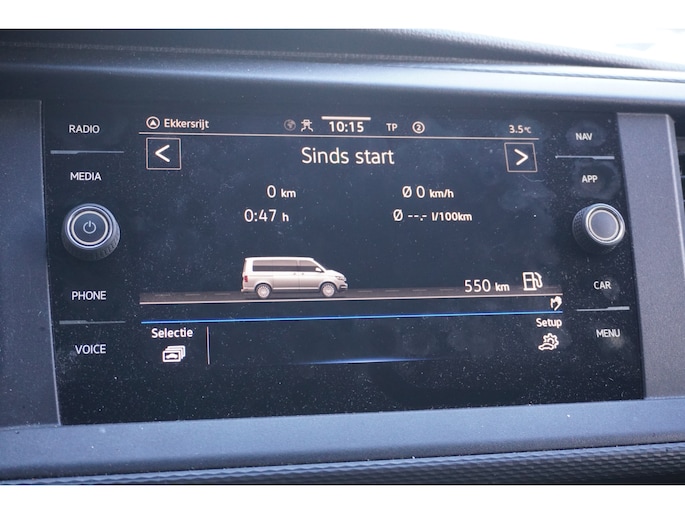 RADIO
MEDIA
PHONE
VOICE
Ekkersrijt
10:15
TP
2
3.5°C
Sinds start
0 km
Ø 0 km/h
0:47 h
Ø --.- l/100km
550 km
Selectie
Setup
NAV
APP
CAR
MENU